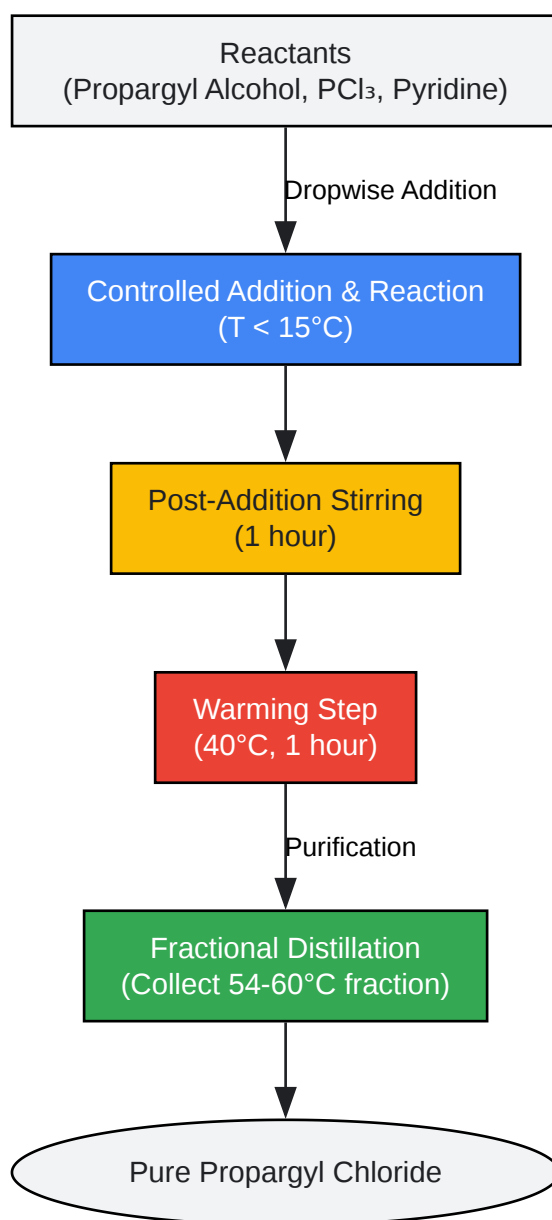 Reactants
(Propargyl Alcohol, PCl₃, Pyridine)
Dropwise Addition
Controlled Addition & Reaction
(T < 15°C)
Post-Addition Stirring
(1 hour)
Warming Step
(40°C, 1 hour)
Purification
Fractional Distillation
(Collect 54-60°C fraction)
Pure Propargyl Chloride